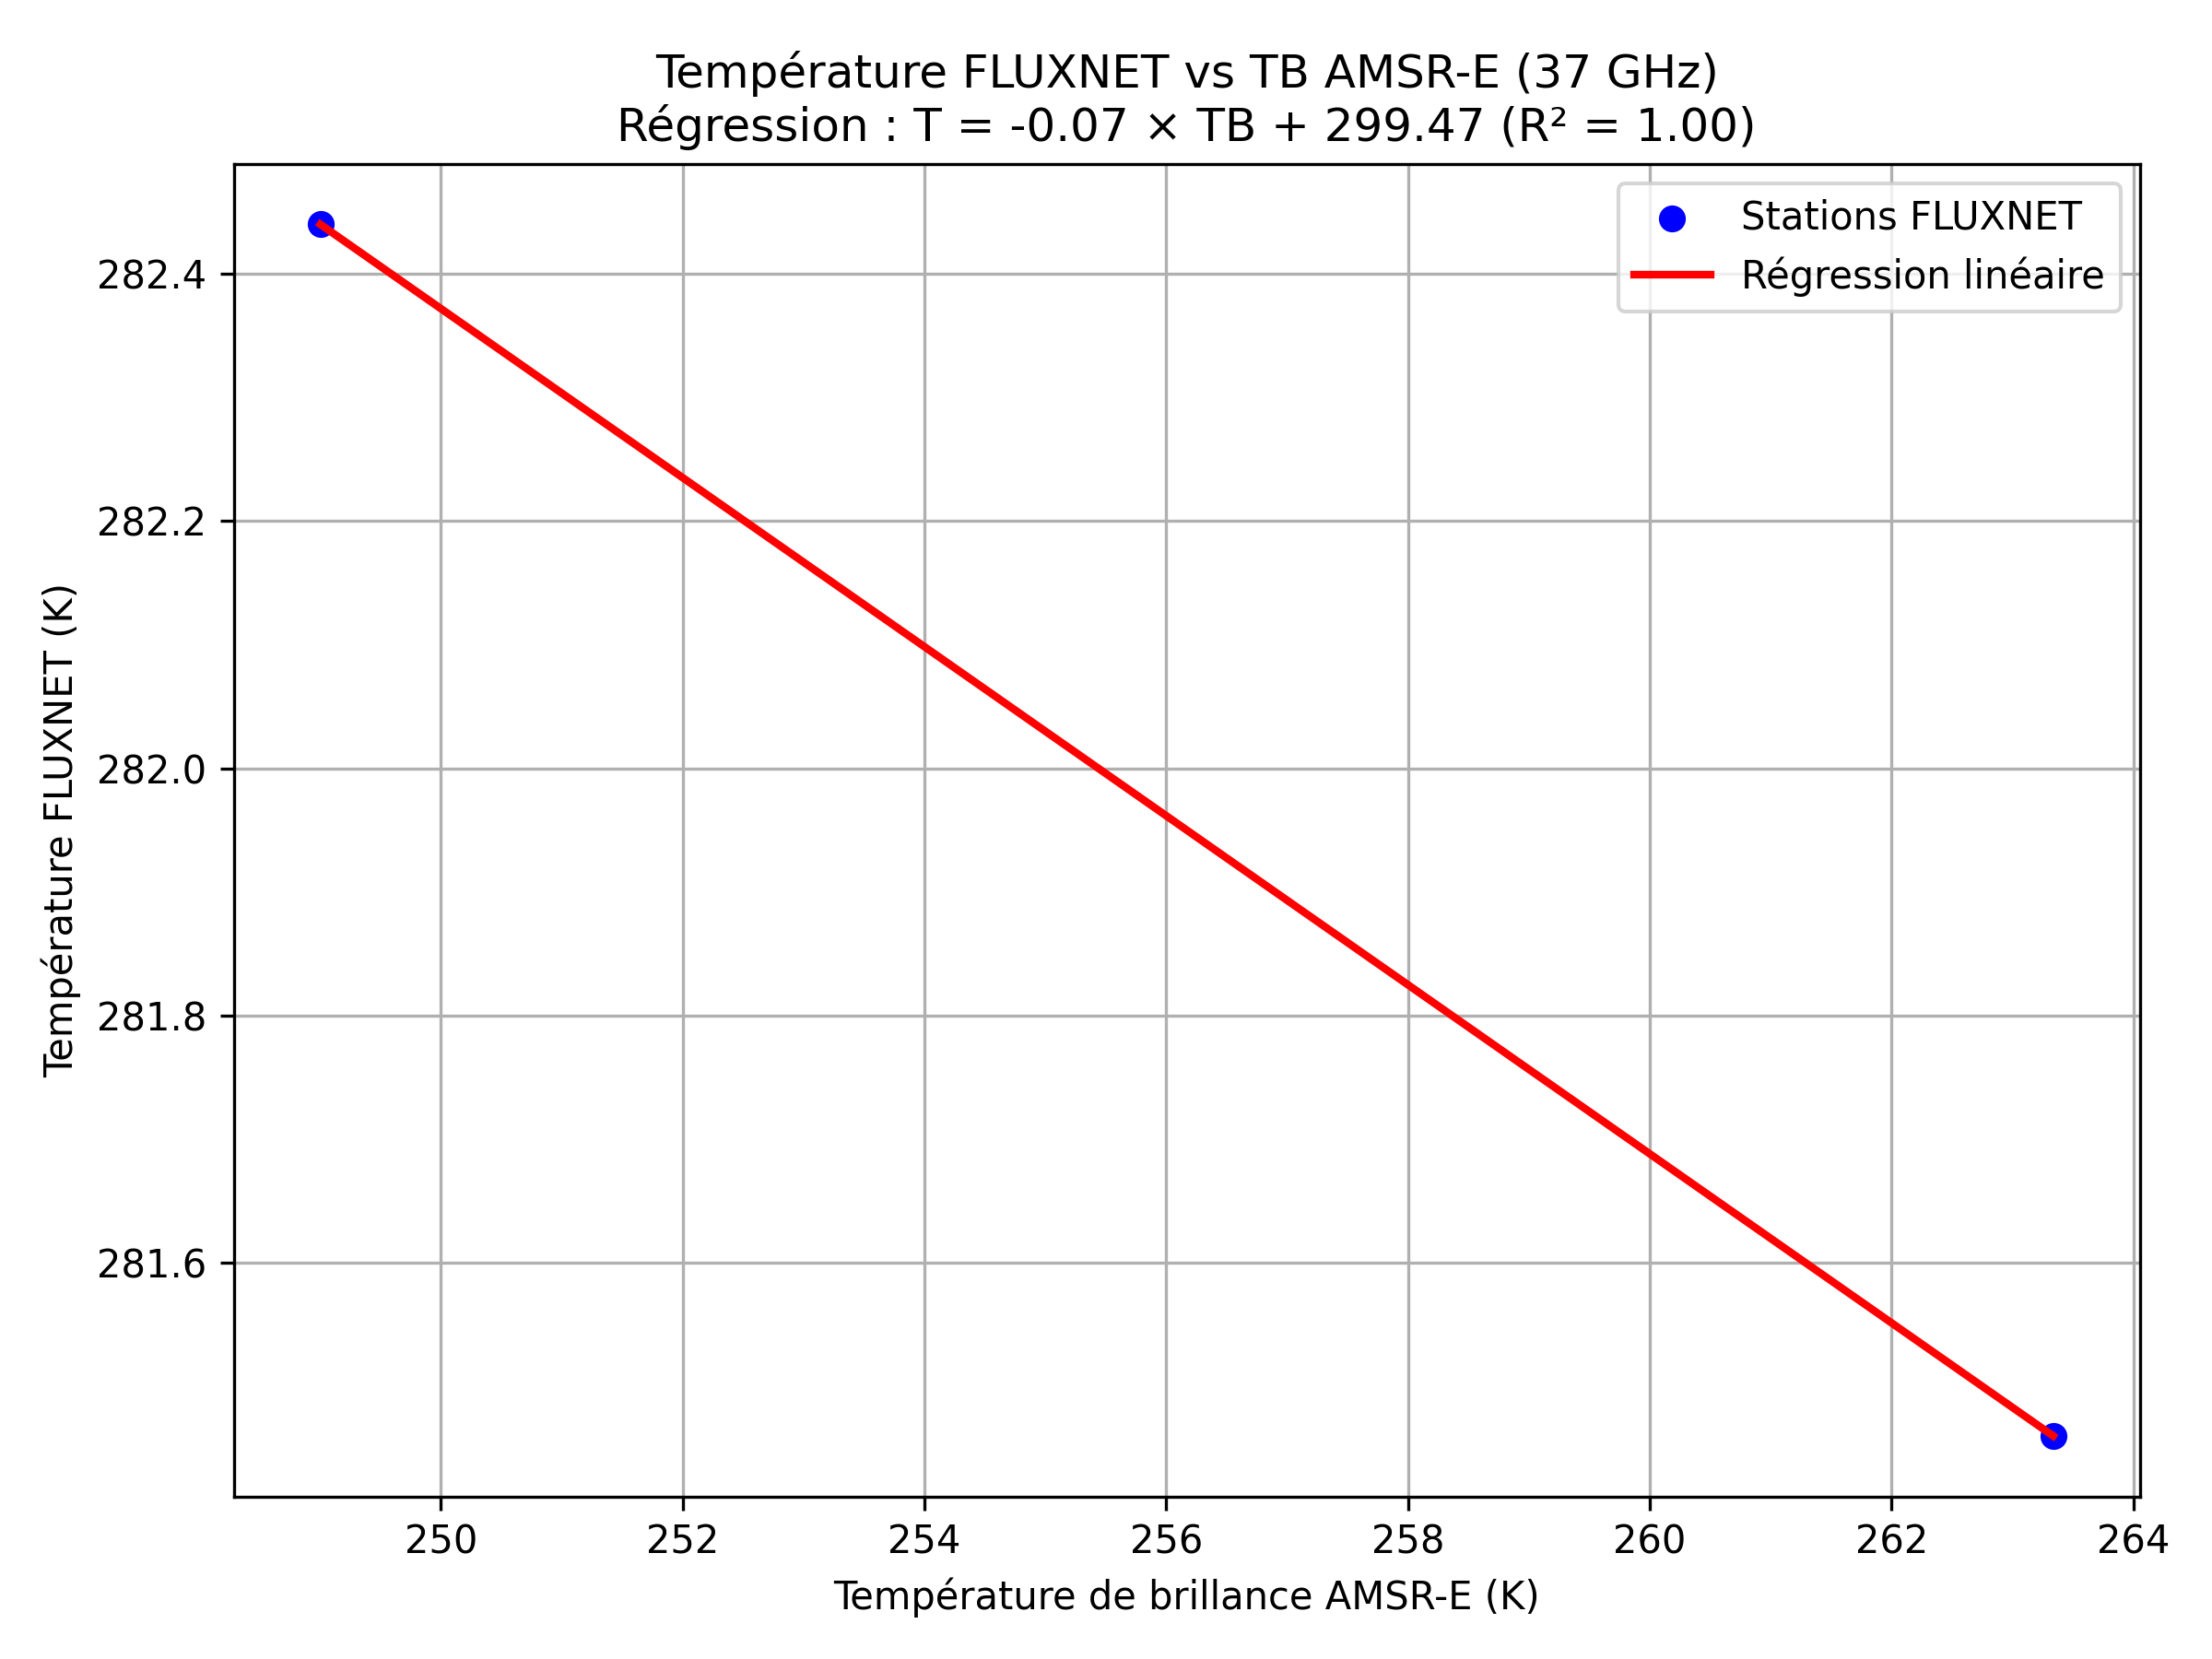 Température FLUXNET vs TB AMSR-E (37 GHz)
Régression : T = -0.07 × TB + 299.47 (R² = 1.00)
Stations FLUXNET
Régression linéaire
Température FLUXNET (K)
282.4
282.2
282.0
281.8
281.6
250 252 254 256 258 260 262 264
Température de brillance AMSR-E (K)